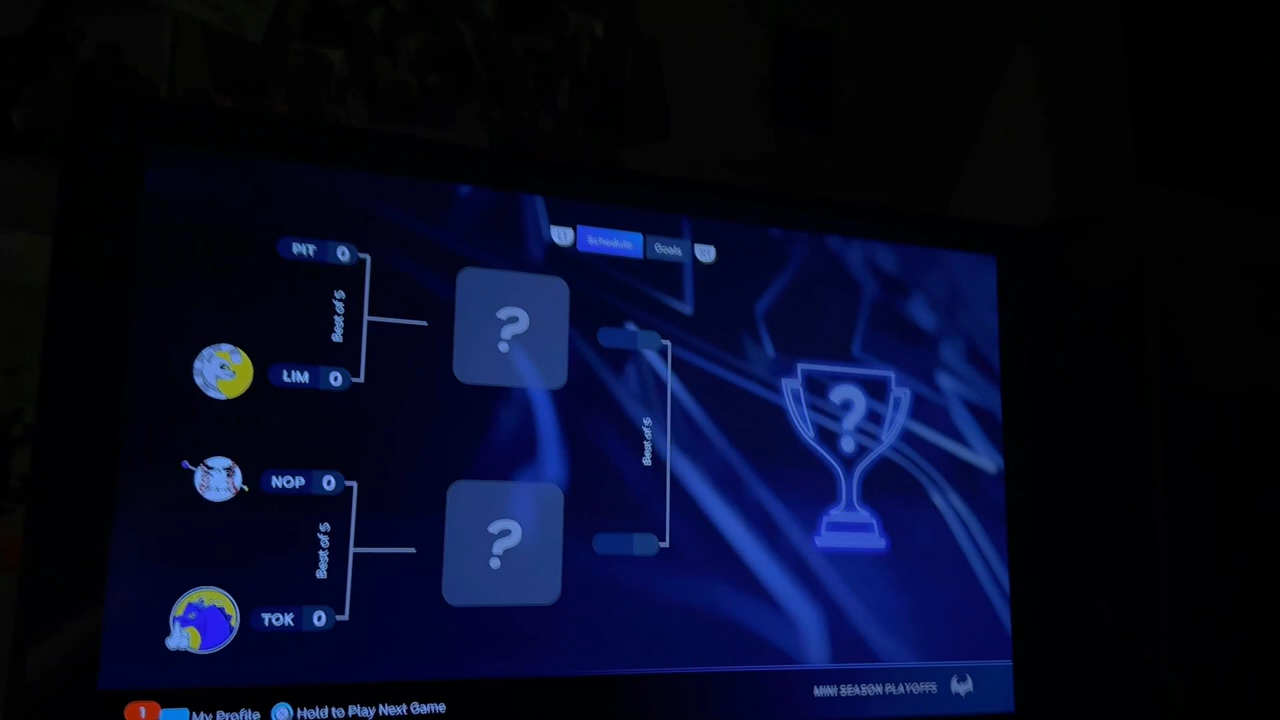 Schedule Goals
PIT 0
Best of 5
LIM 0
?
?
Best of 5
NOP 0
Best of 5
TOK 0
?
MINI SEASON PLAYOFFS
1 My Profile Hold to Play Next Game